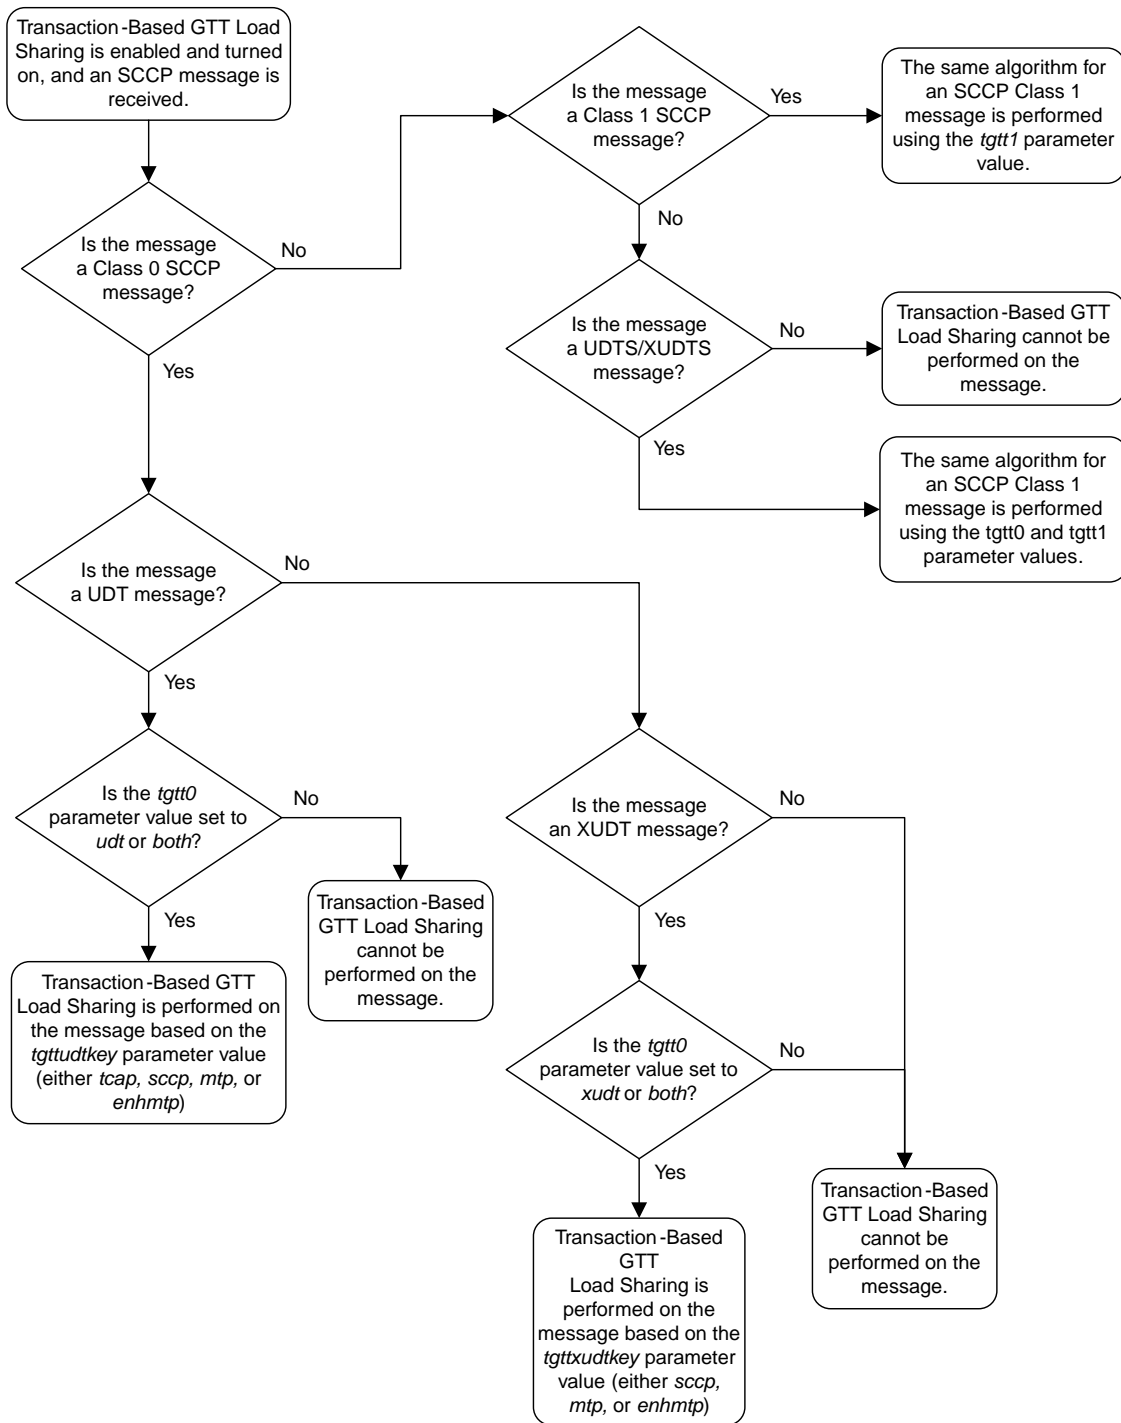 Transaction-Based GTT Load
Sharing is enabled and turned
on, and an SCCP message is
received.
Is the message
a Class 0 SCCP
message?
No
Yes
Is the message
a Class 1 SCCP
message?
Yes
No
The same algorithm for
an SCCP Class 1
message is performed
using the tgtt1 parameter
value.
Is the message
a UDTS/XUDTS
message?
No
Yes
Transaction-Based GTT
Load Sharing cannot be
performed on the
message.
The same algorithm for
an SCCP Class 1
message is performed
using the tgtt0 and tgtt1
parameter values.
Is the message
a UDT message?
No
Yes
Is the tgtt0
parameter value set to
udt or both?
No
Yes
Transaction-Based
GTT Load Sharing
cannot be
performed on the
message.
Transaction-Based GTT
Load Sharing is performed on
the message based on the
tgttudtkey parameter value
(either tcap, sccp, mtp, or
enhmtp)
Is the message
an XUDT message?
No
Yes
Is the tgtt0
parameter value set to
xudt or both?
No
Yes
Transaction-Based
GTT Load Sharing
cannot be
performed on the
message.
Transaction-Based
GTT
Load Sharing is
performed on the
message based on the
tgttxudtkey parameter
value (either sccp,
mtp, or enhmtp)